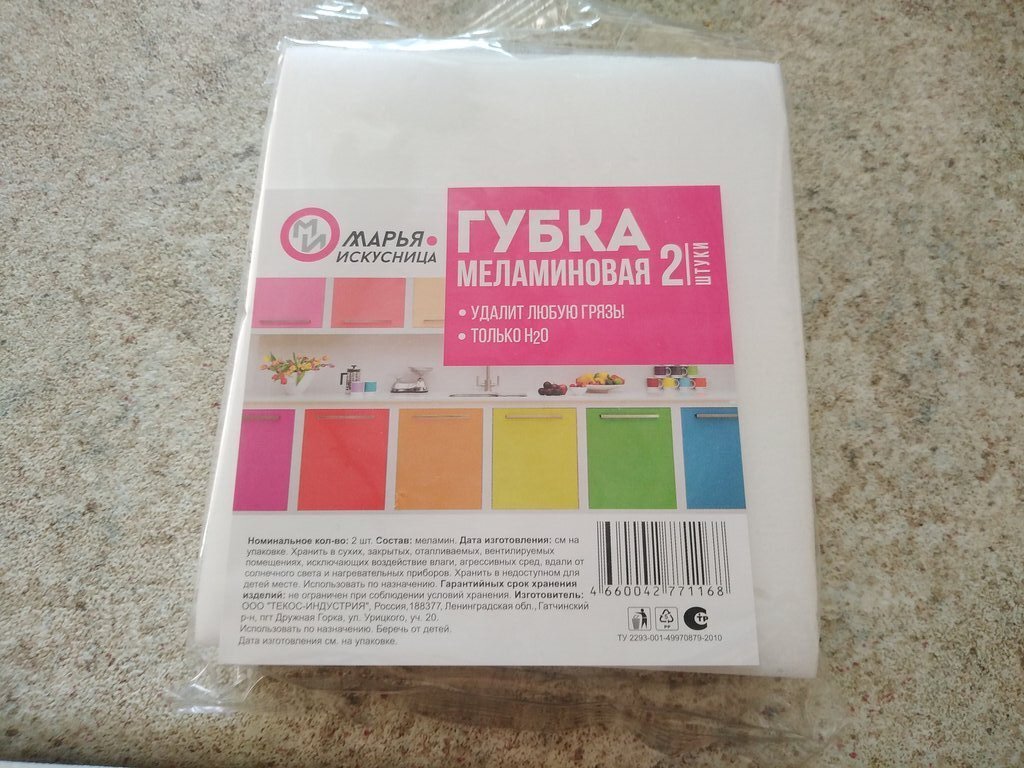 МИ
МАРЬЯ
ИСКУСНИЦА
ГУБКА
МЕЛАМИНОВАЯ 2 ШТУКИ
• УДАЛИТ ЛЮБУЮ ГРЯЗЬ!
• ТОЛЬКО H2O
Номинальное кол-во: 2 шт. Состав: меламин. Дата изготовления: см на
упаковке. Хранить в сухих, закрытых, отапливаемых, вентилируемых
помещениях, исключающих воздействие влаги, агрессивных сред, вдали от
солнечного света и нагревательных приборов. Хранить в недоступном для
детей месте. Использовать по назначению. Гарантийных срок хранения
изделий: не ограничен при соблюдении условий хранения. Изготовитель:
ООО "ТЕКОС-ИНДУСТРИЯ", Россия,188377, Ленинградская обл., Гатчинский
р-н, пгт Дружная Горка, ул. Урицкого, уч. 20.
Использовать по назначению. Беречь от детей.
Дата изготовления см. на упаковке.
4 660042 771168
PP
СТР
ТУ 2293-001-49970879-2010